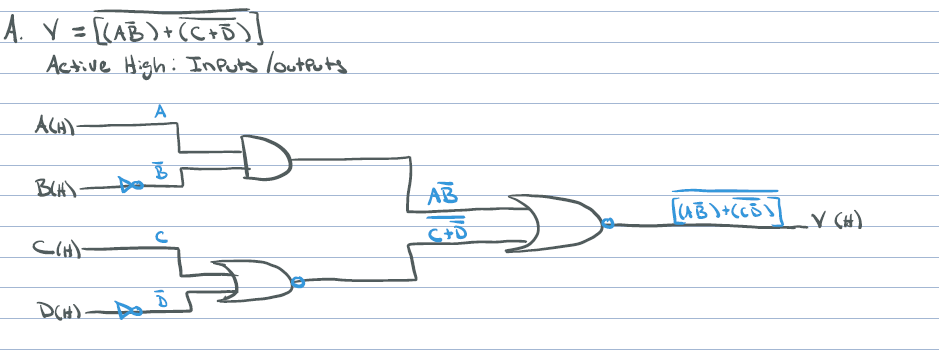 A. V = [(AB̅)+(C+D̅)̅]̅
Active High: Inputs/outputs
A(H) A
B(H) B̅
AB̅
[(AB̅)+(CD̅)̅]̅ V(H)
C+D̅̅
C(H) C
D(H) D̅